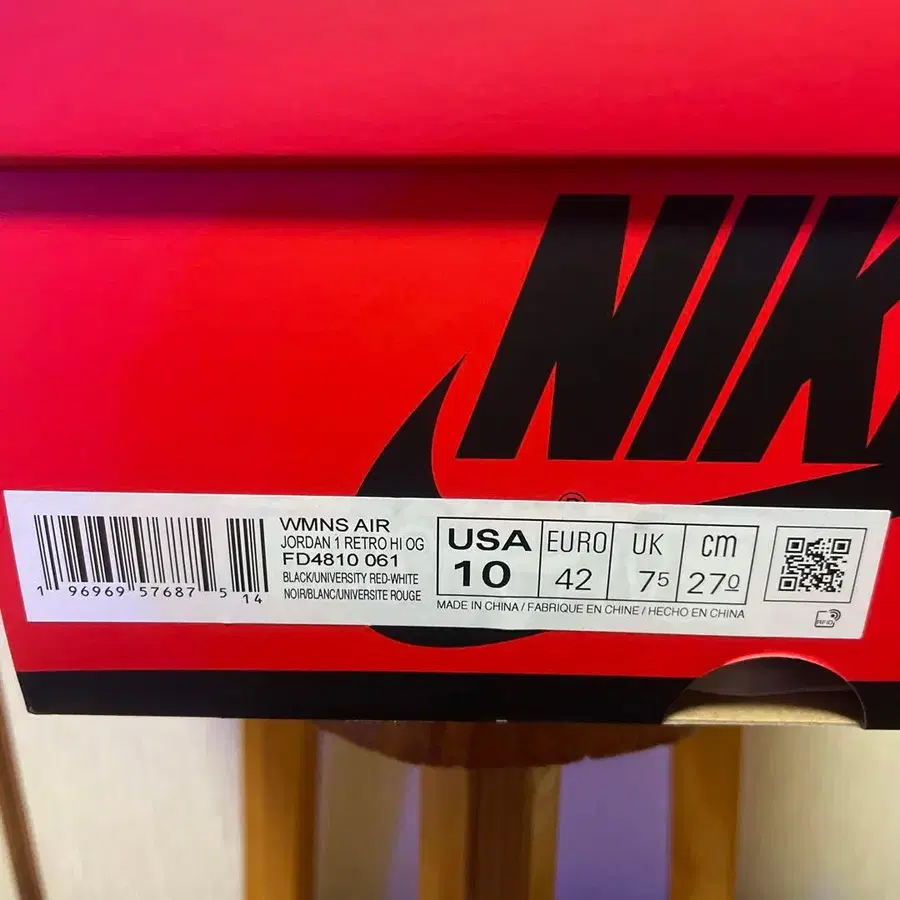 NIK
®
WMNS AIR
JORDAN 1 RETRO HI OG
FD4810 061
BLACK/UNIVERSITY RED-WHITE
NOIR/BLANC/UNIVERSITE ROUGE
1 96969 57687 5 14
USA EURO UK cm
10 42 7.5 27.0
MADE IN CHINA / FABRIQUE EN CHINE / HECHO EN CHINA
RFID